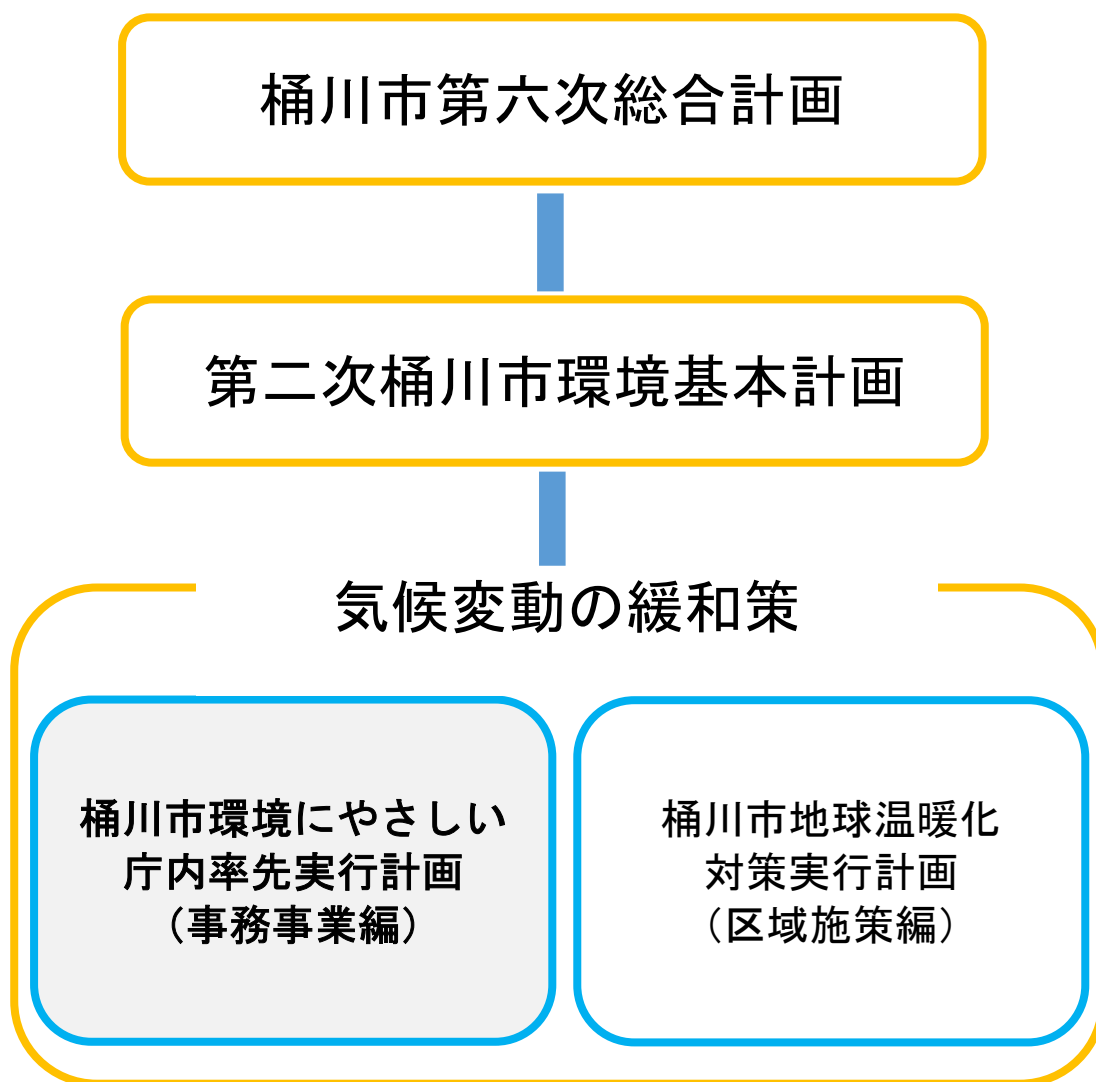 桶川市第六次総合計画
第二次桶川市環境基本計画
気候変動の緩和策
桶川市環境にやさしい
庁内率先実行計画
（事務事業編）
桶川市地球温暖化
対策実行計画
（区域施策編）